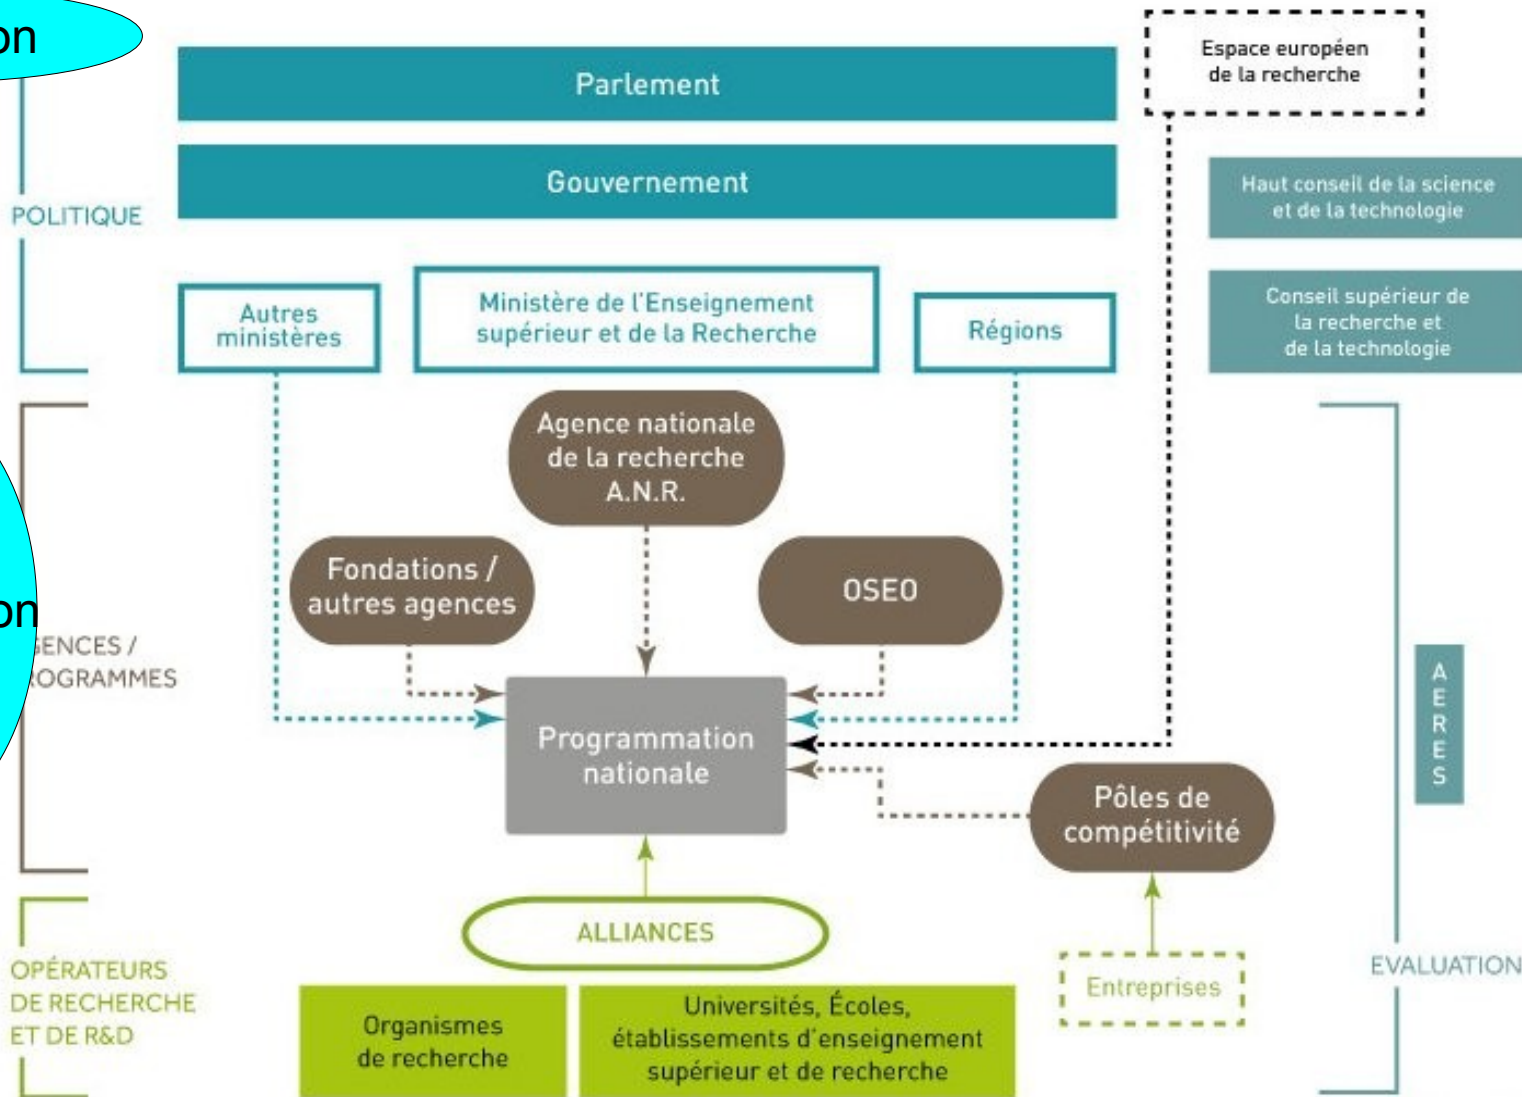 on
Parlement
Espace européen
de la recherche
Gouvernement
Haut conseil de la science
et de la technologie
POLITIQUE
Autres
ministères
Ministère de l'Enseignement
supérieur et de la Recherche
Régions
Conseil supérieur de
la recherche et
de la technologie
Agence nationale
de la recherche
A.N.R.
Fondations /
autres agences
OSEO
on
GENCES /
ROGRAMMES
Programmation
nationale
A
E
R
E
S
Pôles de
compétitivité
ALLIANCES
OPÉRATEURS
DE RECHERCHE
ET DE R&D
Organismes
de recherche
Universités, Écoles,
établissements d'enseignement
supérieur et de recherche
Entreprises
EVALUATION